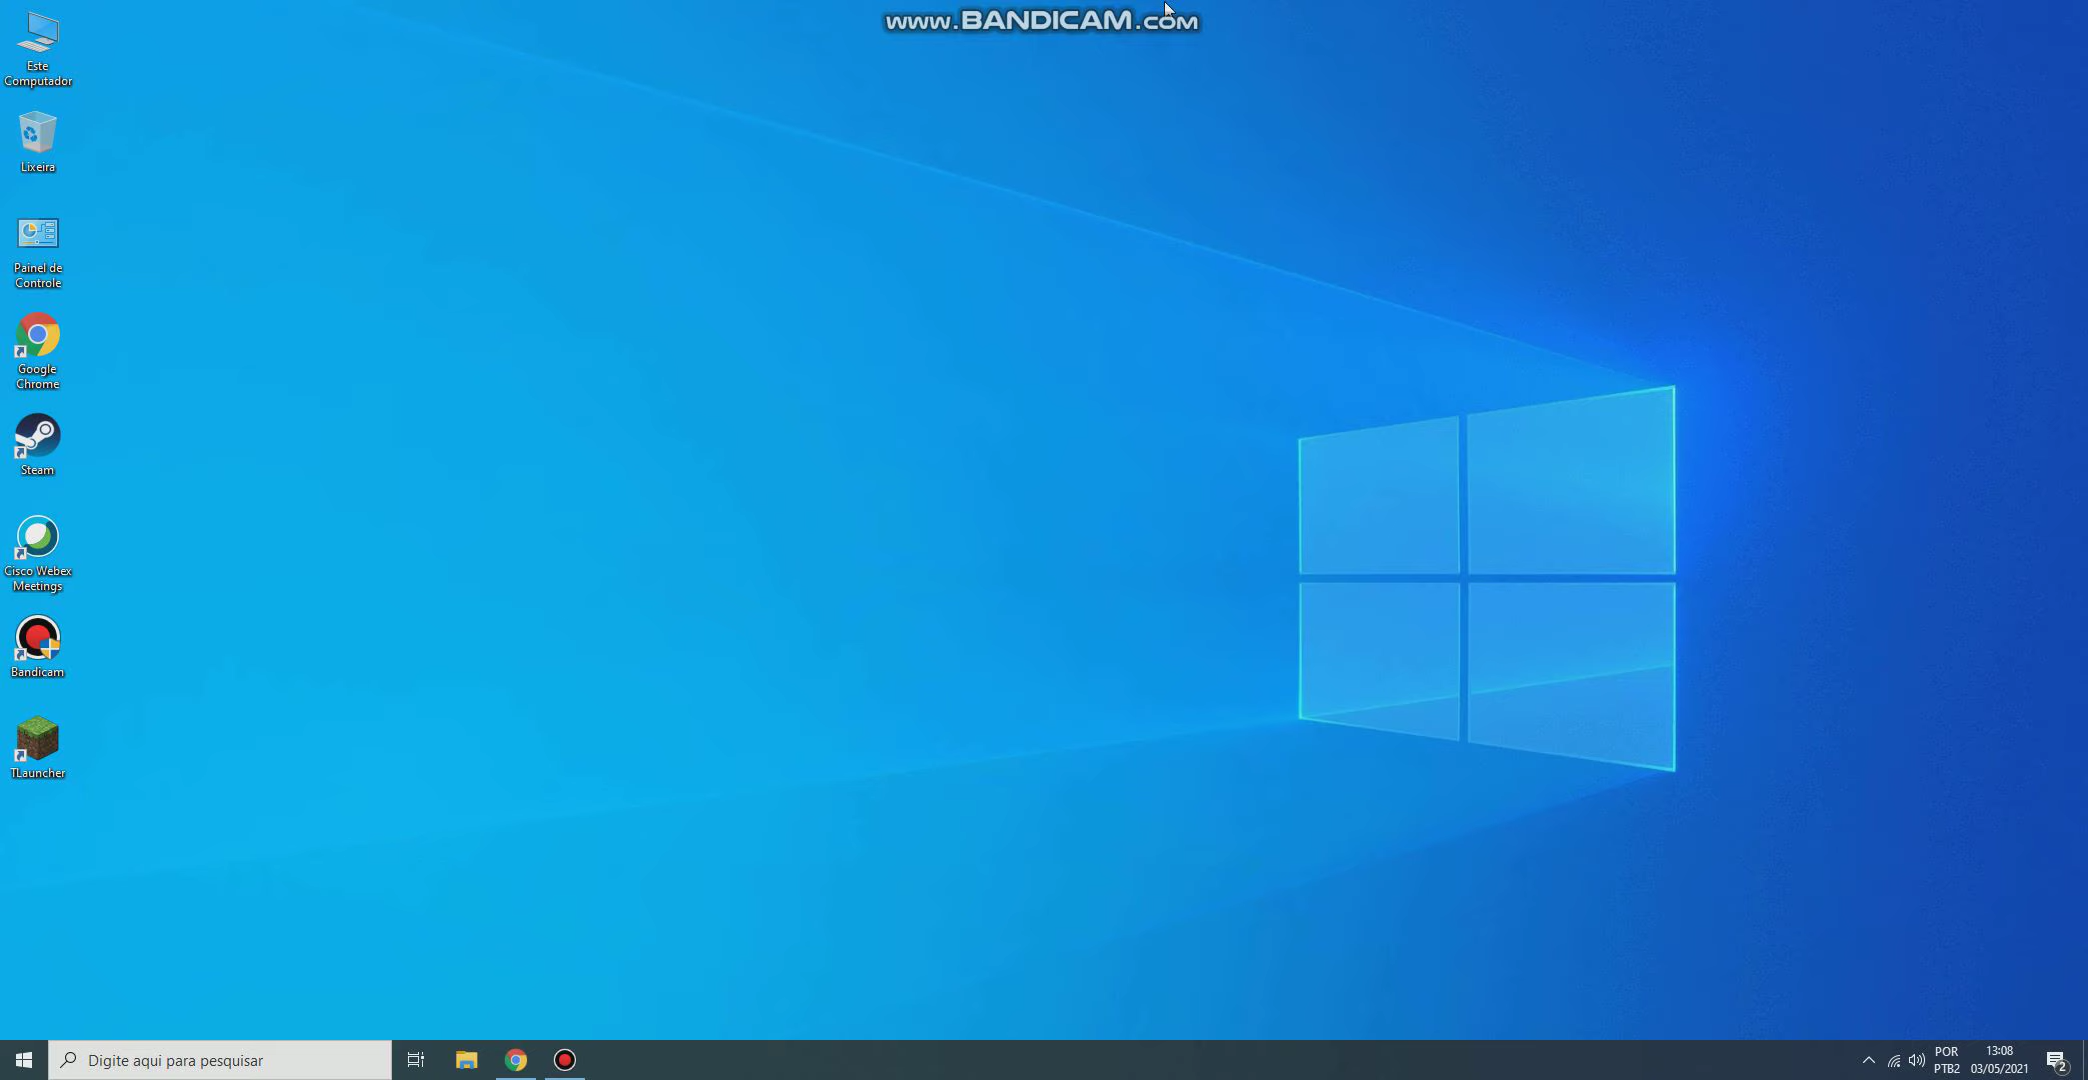 www.BANDICAM.COM
Este
Computador
Lixeira
Painel de
Controle
Google
Chrome
Steam
Cisco Webex
Meetings
Bandicam
TLauncher
Digite aqui para pesquisar
POR
PTB2
13:08
03/05/2021
2